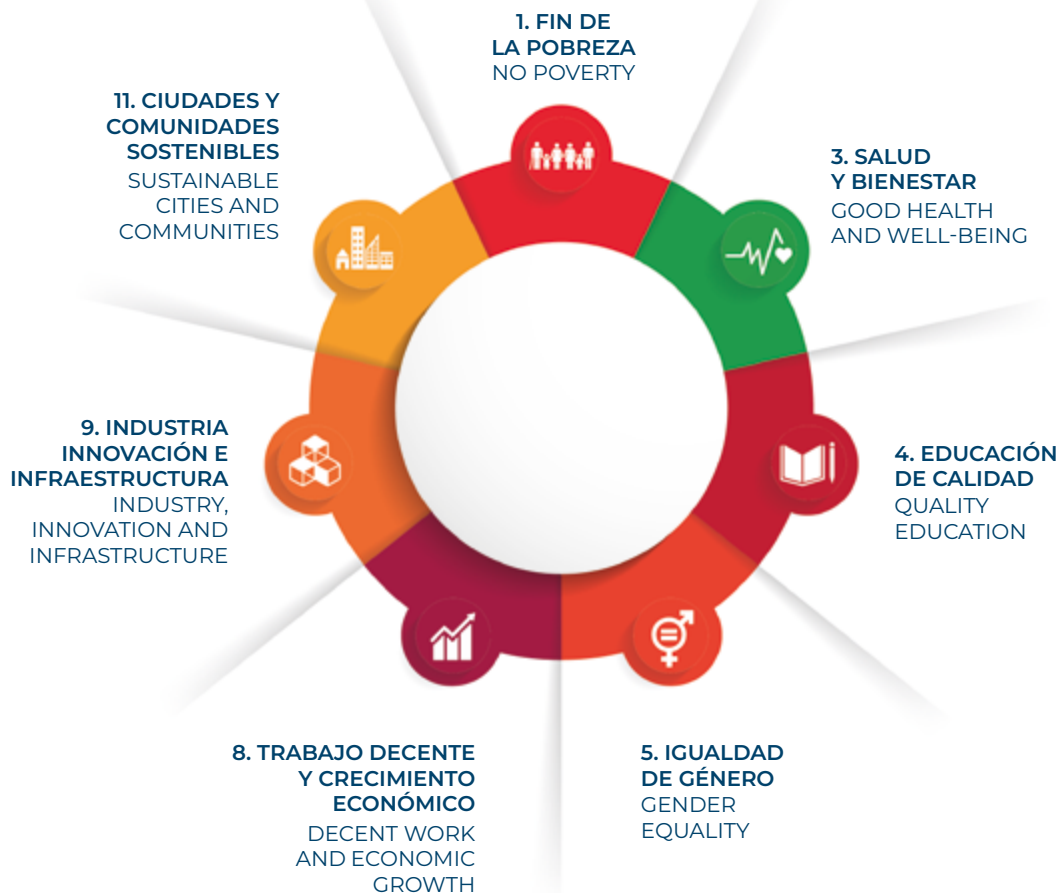 1. FIN DE
LA POBREZA
NO POVERTY
3. SALUD
Y BIENESTAR
GOOD HEALTH
AND WELL-BEING
4. EDUCACIÓN
DE CALIDAD
QUALITY
EDUCATION
5. IGUALDAD
DE GÉNERO
GENDER
EQUALITY
8. TRABAJO DECENTE
Y CRECIMIENTO
ECONÓMICO
DECENT WORK
AND ECONOMIC
GROWTH
9. INDUSTRIA
INNOVACIÓN E
INFRAESTRUCTURA
INDUSTRY,
INNOVATION AND
INFRASTRUCTURE
11. CIUDADES Y
COMUNIDADES
SOSTENIBLES
SUSTAINABLE
CITIES AND
COMMUNITIES